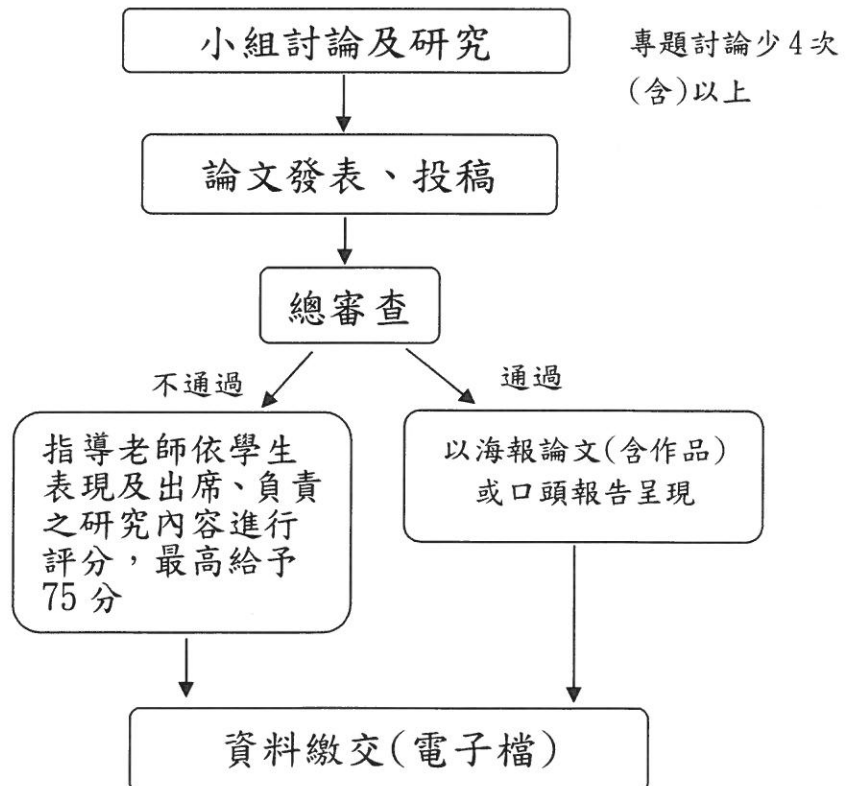 小組討論及研究
專題討論少4次
(含)以上
論文發表、投稿
總審查
不通過
通過
指導老師依學生
表現及出席、負責
之研究內容進行
評分,最高給予
75分
以海報論文(含作品)
或口頭報告呈現
資料繳交(電子檔)